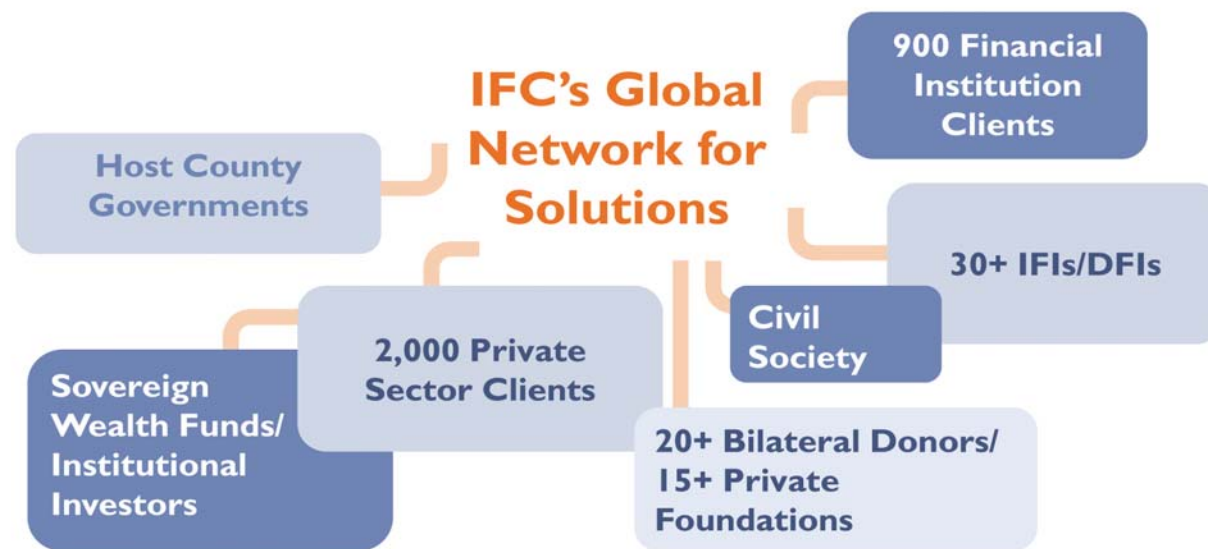 IFC's Global
Network for
Solutions
900 Financial
Institution
Clients
Host County
Governments
30+ IFIs/DFIs
Civil
Society
2,000 Private
Sector Clients
Sovereign
Wealth Funds/
Institutional
Investors
20+ Bilateral Donors/
15+ Private
Foundations